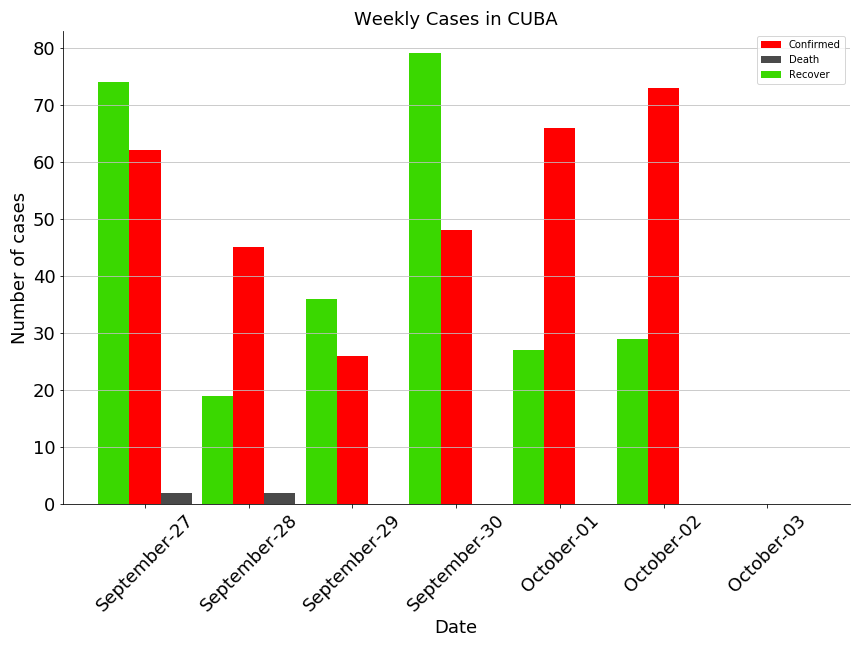 Weekly Cases in CUBA
Confirmed
Death
Recover
Number of cases
80
70
60
50
40
30
20
10
0
September-27
September-28
September-29
September-30
October-01
October-02
October-03
Date